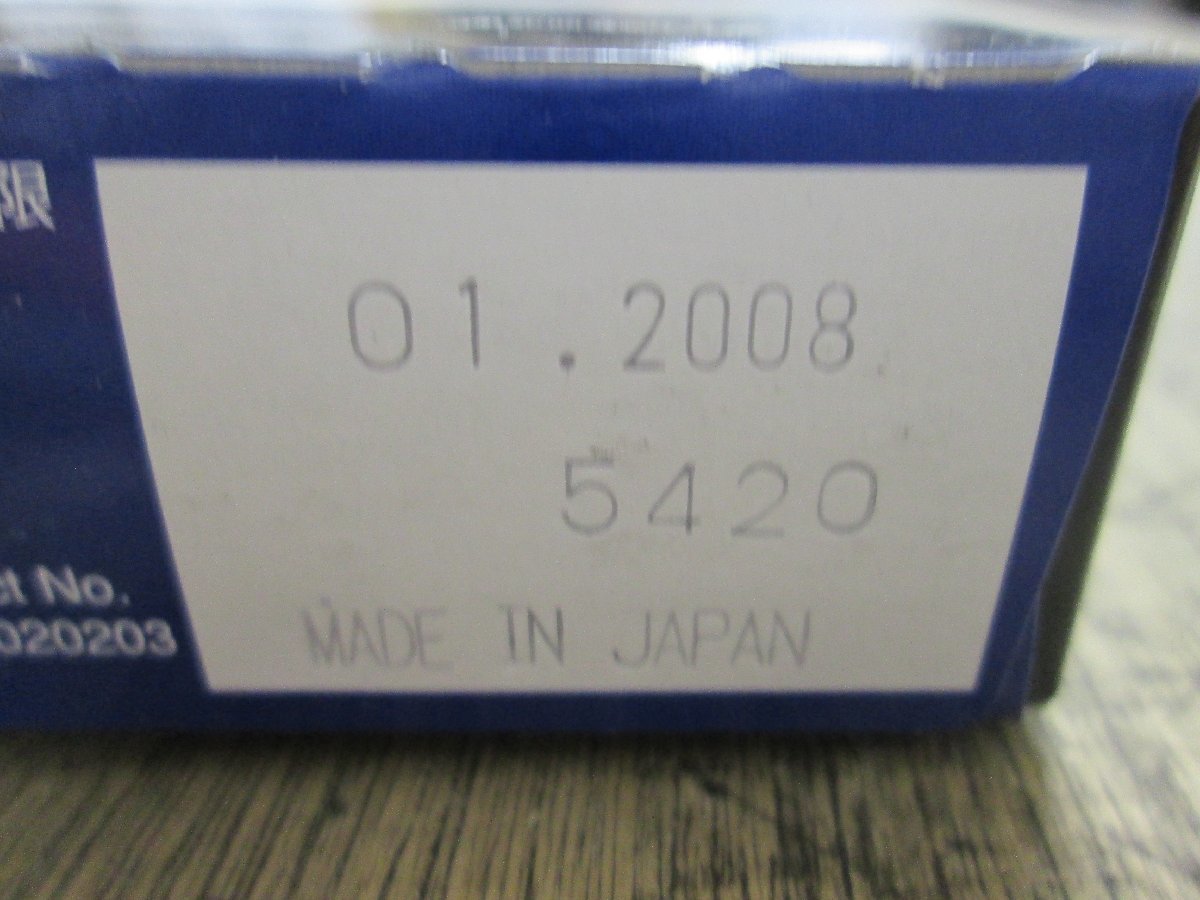 限
01.2008
5420
ct No.
020203
MADE IN JAPAN